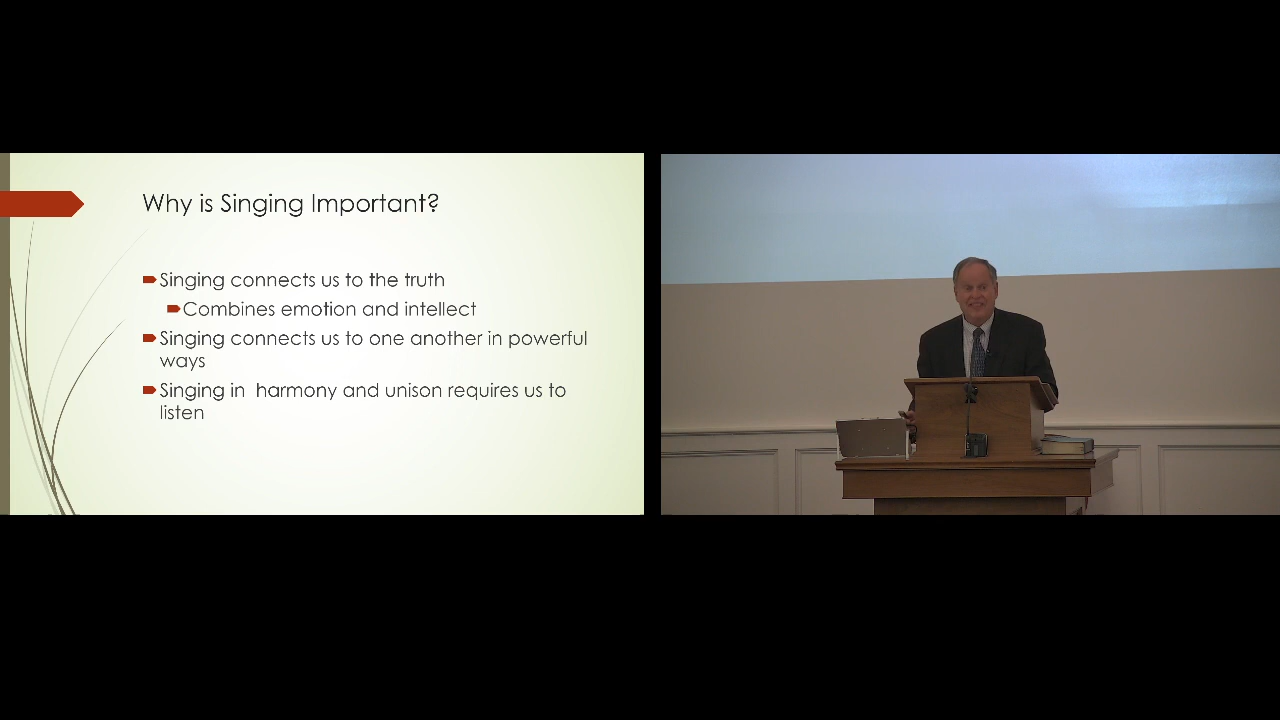 Why is Singing Important?
Singing connects us to the truth
Combines emotion and intellect
Singing connects us to one another in powerful
ways
Singing in  harmony and unison requires us to
listen